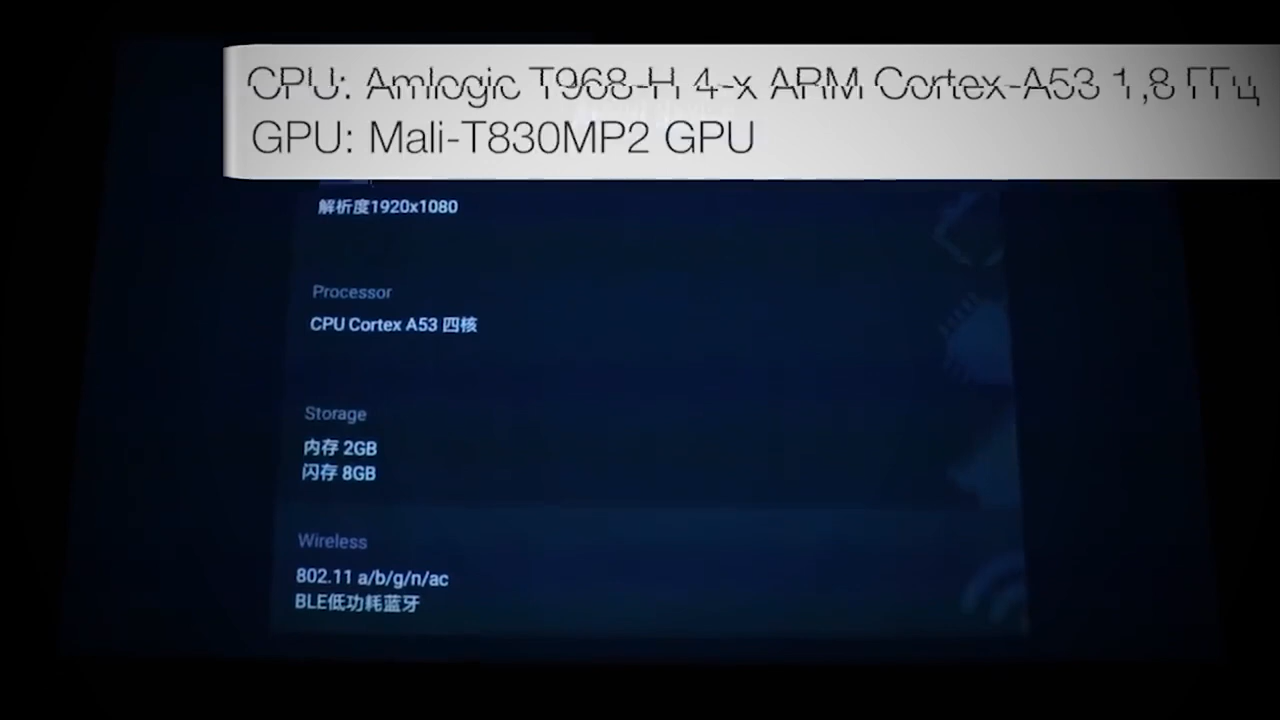 CPU: Amlogic T968-H 4-x ARM Cortex-A53 1,8 ГГц
GPU: Mali-T830MP2 GPU
解析度1920x1080
Processor
CPU Cortex A53 四核
Storage
内存 2GB
闪存 8GB
Wireless
802.11 a/b/g/n/ac
BLE低功耗蓝牙